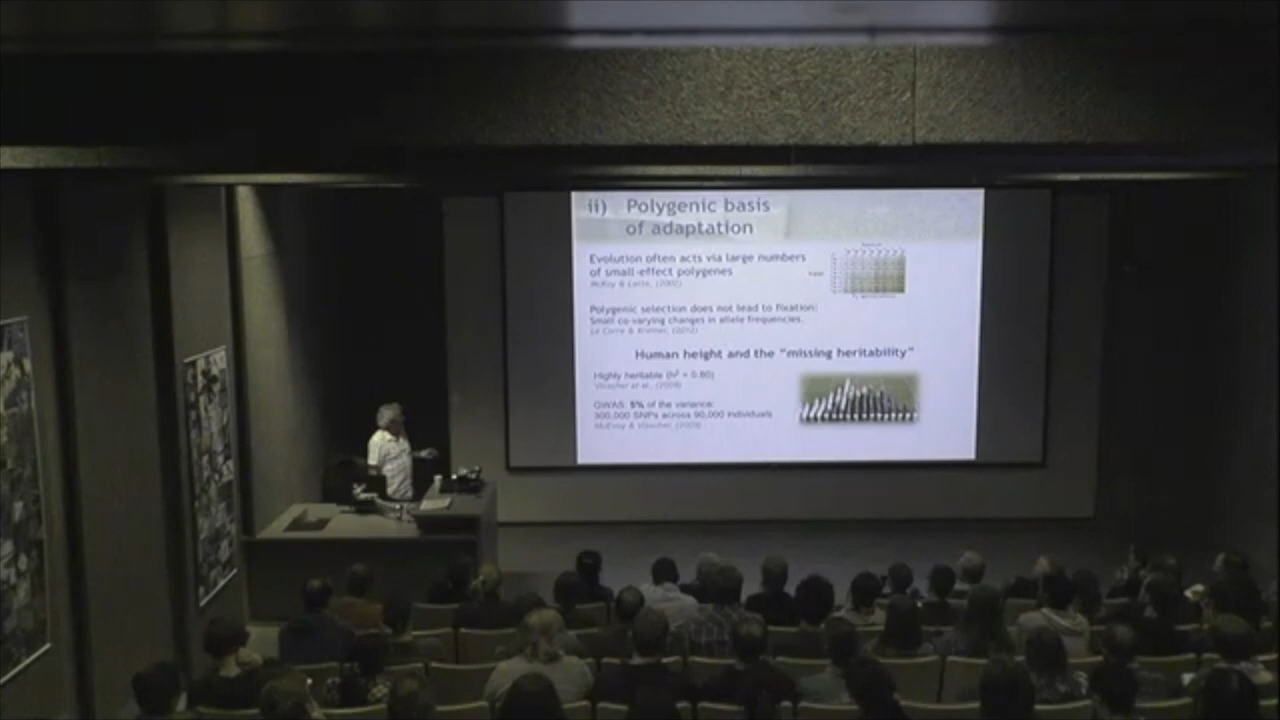 ii) Polygenic basis
of adaptation
Evolution often acts via large numbers
of small-effect polygenes
McKay & Latta, (2002)
Polygenic selection does not lead to fixation:
Small co-varying changes in allele frequencies.
Le Corre & Kremer, (2012)
Human height and the "missing heritability"
Highly heritable (h² = 0.80)
Visscher et al., (2008)
GWAS: 5% of the variance:
300,000 SNPs across 90,000 individuals
McEvoy & Visscher, (2009)